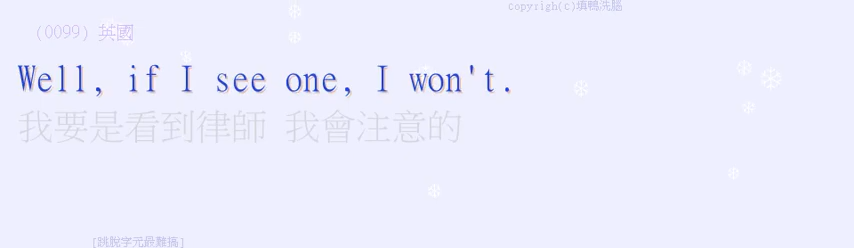 Copyrigh(c)填鴨洗腦
(0099) 英國
Well, if I see one, I won't.
我要是看到律師 我會注意的
[跳脫字元最難搞]